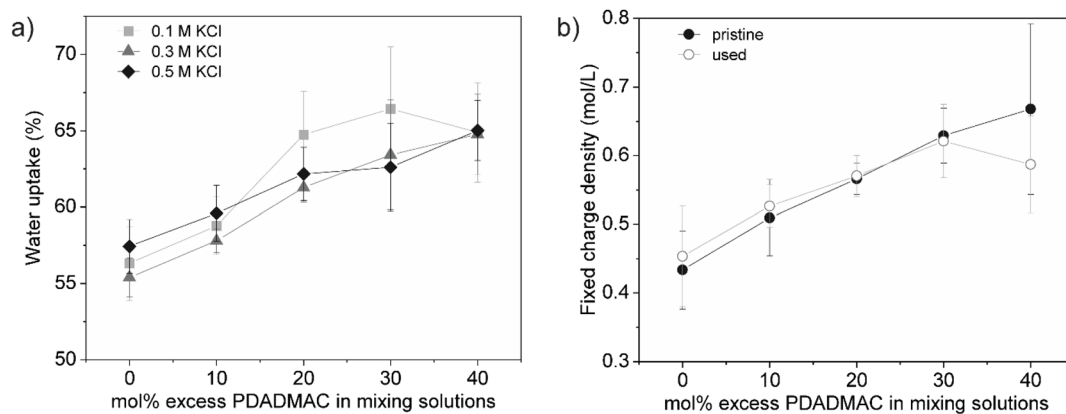 a)
0.1 M KCl
0.3 M KCl
0.5 M KCl
Water uptake (%)
70
65
60
55
50
0 10 20 30 40
mol% excess PDADMAC in mixing solutions
b)
pristine
used
Fixed charge density (mol/L)
0.8
0.7
0.6
0.5
0.4
0.3
0 10 20 30 40
mol% excess PDADMAC in mixing solutions